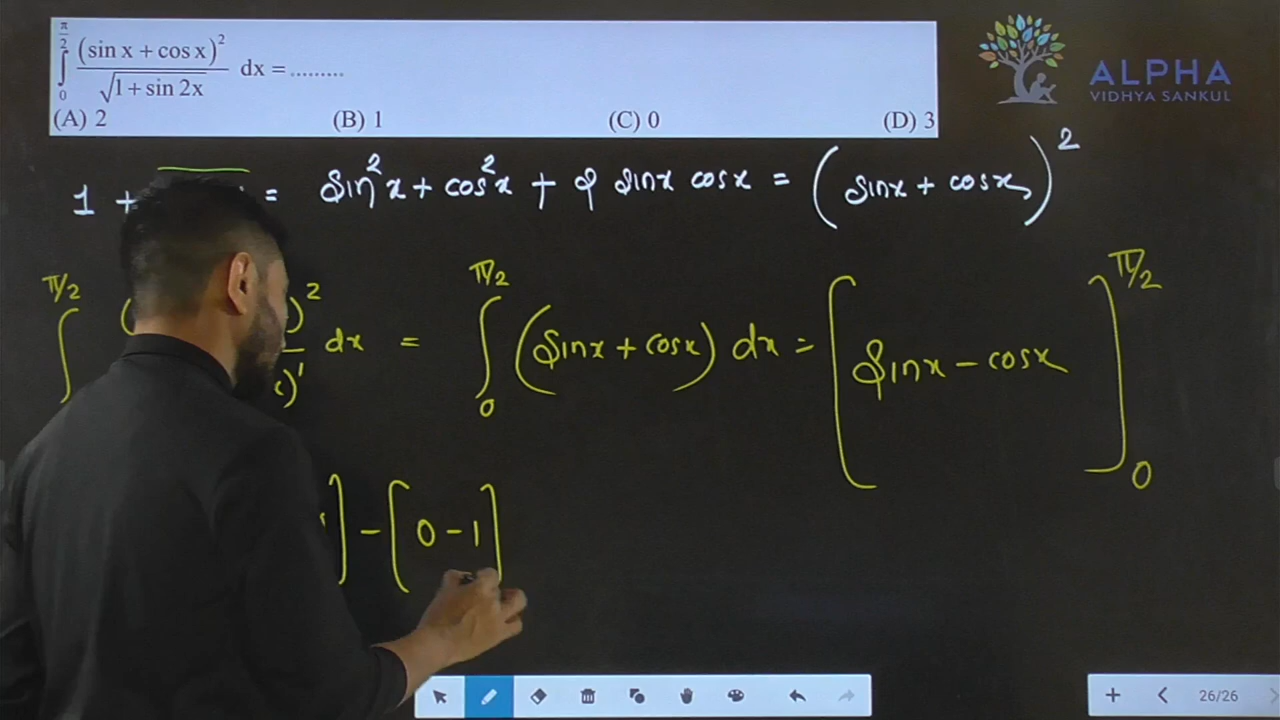 ∫₀^(π/2) (sin x + cos x)² / √(1 + sin 2x) dx = .........
(A) 2 (B) 1 (C) 0 (D) 3
ALPHA
VIDHYA SANKUL
1 + = sin²x + cos²x + 2 sinx cosx = (sinx + cosx)²
∫^(π/2) ( )² / ( )¹ dx = ∫₀^(π/2) (sinx + cosx) dx = [sinx - cosx]₀^(π/2)
] - [0 - 1]
26/26